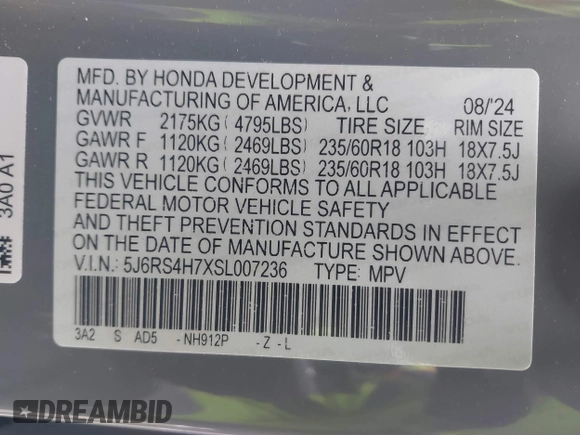 MFD. BY HONDA DEVELOPMENT &
MANUFACTURING OF AMERICA, LLC 08/'24
GVWR 2175KG ( 4795LBS) TIRE SIZE RIM SIZE
GAWR F 1120KG ( 2469LBS) 235/60R18 103H 18X7.5J
GAWR R 1120KG ( 2469LBS) 235/60R18 103H 18X7.5J
THIS VEHICLE CONFORMS TO ALL APPLICABLE
FEDERAL MOTOR VEHICLE SAFETY
AND THEFT PREVENTION STANDARDS IN EFFECT
ON THE DATE OF MANUFACTURE SHOWN ABOVE.
V.I.N.: 5J6RS4H7XSL007236 TYPE: MPV
3A2 S AD5 - NH912P - Z - L
3A0 A1
DREAMBID